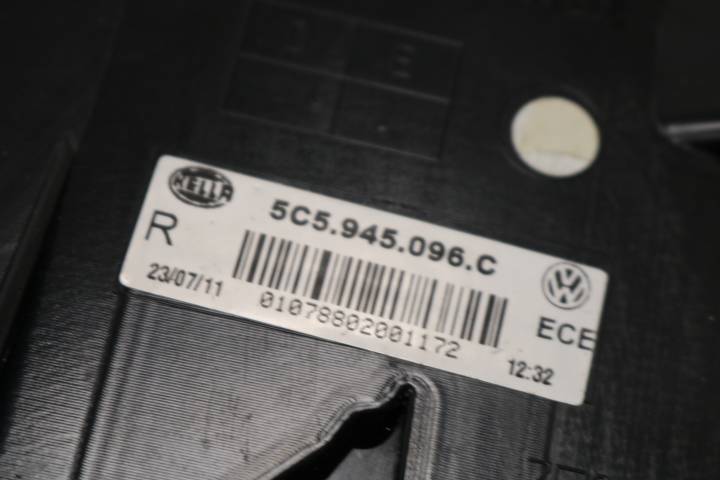 HELLA
5C5.945.096.C
R
23/07/11
01078802001172
ECE
12:32